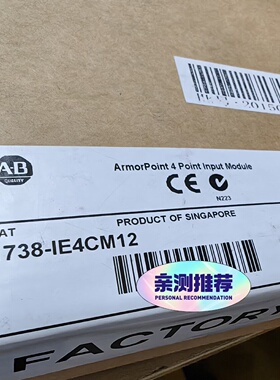 A-B
QUALITY
ArmorPoint 4 Point Input Module
CE
N223
AT
PRODUCT OF SINGAPORE
738-IE4CM12
亲测推荐
PERSONAL RECOMMENDATION
FACTORY